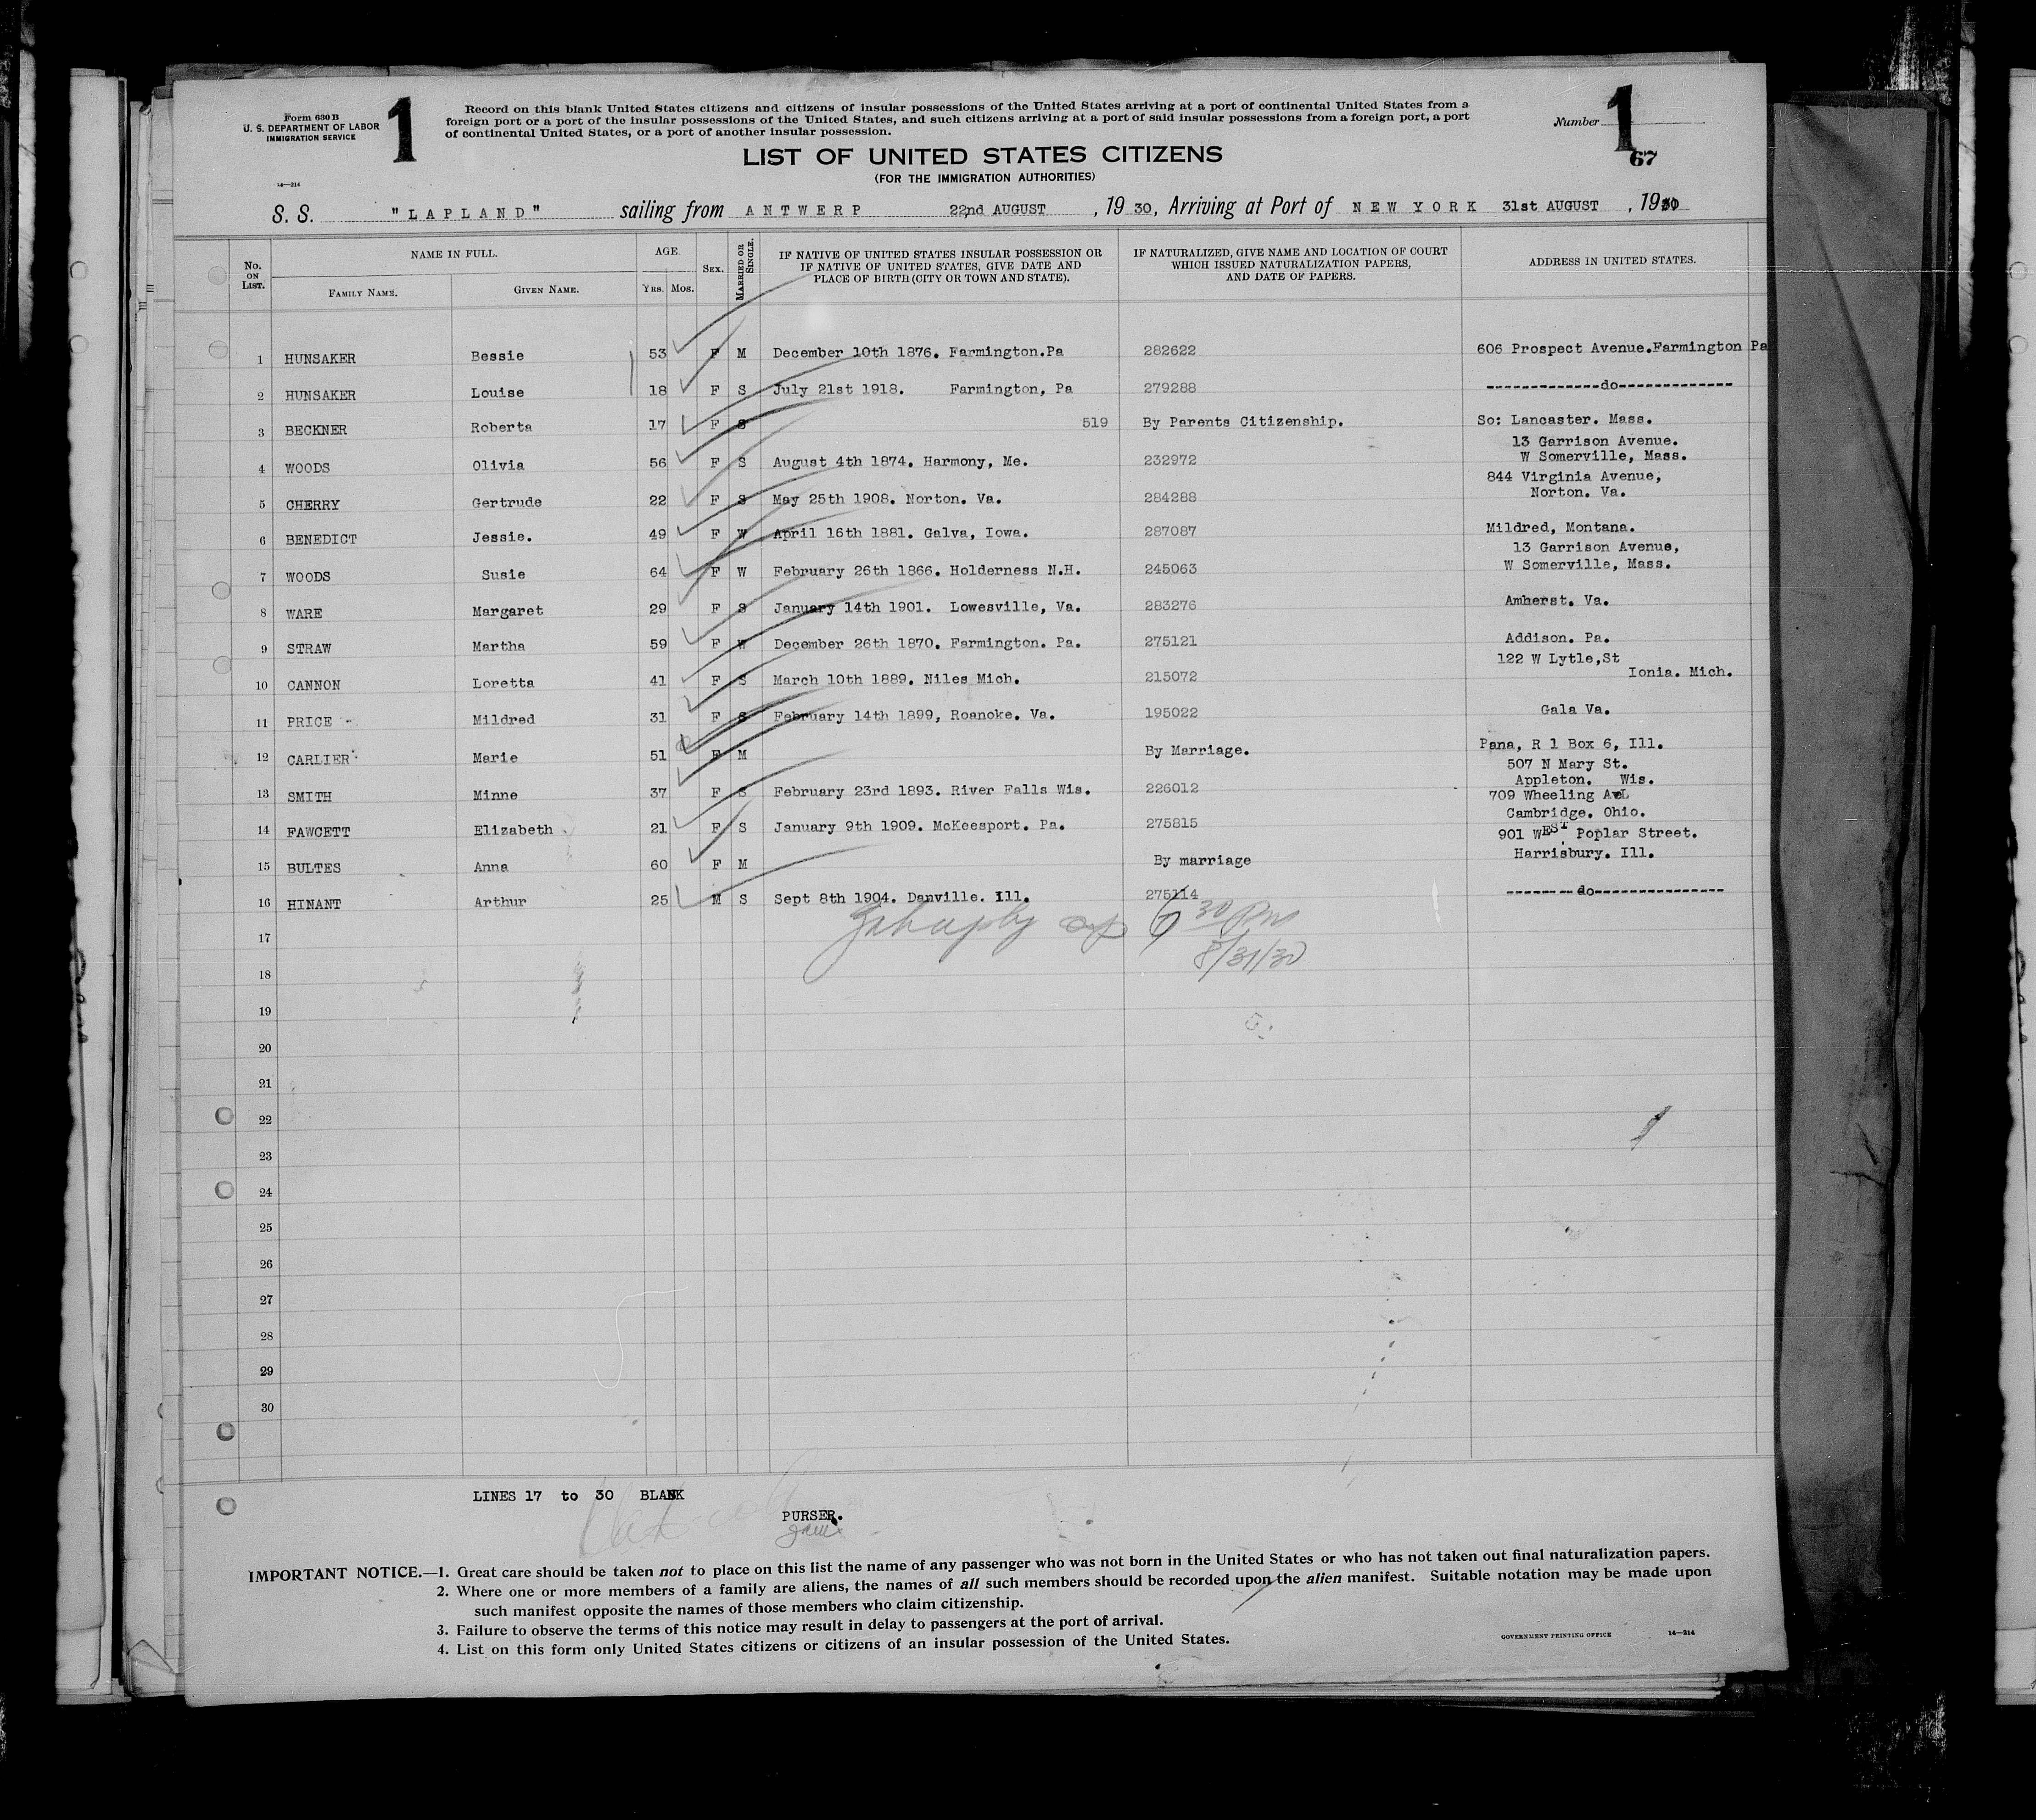 Form 630 B
U. S. DEPARTMENT OF LABOR
IMMIGRATION SERVICE
14—214
1
Record on this blank United States citizens and citizens of insular possessions of the United States arriving at a port of continental United States from a
foreign port or a port of the insular possessions of the United States, and such citizens arriving at a port of said insular possessions from a foreign port, a port
of continental United States, or a port of another insular possession.
Number 1
67
LIST OF UNITED STATES CITIZENS
(FOR THE IMMIGRATION AUTHORITIES)
S. S. "LAPLAND" sailing from ANTWERP 22nd AUGUST , 19 30, Arriving at Port of NEW YORK 31st AUGUST , 1930
No. ON LIST. NAME IN FULL. FAMILY NAME. GIVEN NAME. AGE. YRS. MOS. SEX. MARRIED OR SINGLE. IF NATIVE OF UNITED STATES INSULAR POSSESSION OR IF NATIVE OF UNITED STATES, GIVE DATE AND PLACE OF BIRTH (CITY OR TOWN AND STATE). IF NATURALIZED, GIVE NAME AND LOCATION OF COURT WHICH ISSUED NATURALIZATION PAPERS, AND DATE OF PAPERS. ADDRESS IN UNITED STATES.
1 HUNSAKER Bessie 53 F M December 10th 1876. Farmington.Pa 282622 606 Prospect Avenue.Farmington Pa
2 HUNSAKER Louise 18 F S July 21st 1918. Farmington, Pa 279288 -------------do-------------
3 BECKNER Roberta 17 F S 519 By Parents Citizenship. So: Lancaster. Mass.
13 Garrison Avenue.
4 WOODS Olivia 56 F S August 4th 1874. Harmony, Me. 232972 W Somerville, Mass.
844 Virginia Avenue,
5 CHERRY Gertrude 22 F S May 25th 1908. Norton. Va. 284288 Norton. Va.
6 BENEDICT Jessie. 49 F W April 16th 1881. Galva, Iowa. 287087 Mildred, Montana.
13 Garrison Avenue,
7 WOODS Susie 64 F W February 26th 1866. Holderness N.H. 245063 W Somerville, Mass.
8 WARE Margaret 29 F S January 14th 1901. Lowesville, Va. 283276 Amherst. Va.
9 STRAW Martha 59 F W December 26th 1870. Farmington. Pa. 275121 Addison. Pa.
122 W Lytle,St
10 CANNON Loretta 41 F S March 10th 1889. Niles Mich. 215072 Ionia. Mich.
11 PRICE Mildred 31 F S February 14th 1899, Roanoke. Va. 195022 Gala Va.
12 CARLIER Marie 51 F M By Marriage. Pana, R 1 Box 6, Ill.
507 N Mary St.
Appleton. Wis.
13 SMITH Minne 37 F S February 23rd 1893. River Falls Wis. 226012
709 Wheeling Ave
Cambridge. Ohio.
14 FAWCETT Elizabeth 21 F S January 9th 1909. McKeesport. Pa. 275815
901 WEST Poplar Street.
15 BULTES Anna 60 F M By marriage Harrisbury. Ill.
16 HINANT Arthur 25 M S Sept 8th 1904. Danville. Ill. 275114 --------do---------------
6 30 Pm
8/31/30
17
18
19
20
21
22
23
24
25
26
27
28
29
30
LINES 17 to 30 BLANK
PURSER.
IMPORTANT NOTICE.—1. Great care should be taken not to place on this list the name of any passenger who was not born in the United States or who has not taken out final naturalization papers.
2. Where one or more members of a family are aliens, the names of all such members should be recorded upon the alien manifest. Suitable notation may be made upon
such manifest opposite the names of those members who claim citizenship.
3. Failure to observe the terms of this notice may result in delay to passengers at the port of arrival.
4. List on this form only United States citizens or citizens of an insular possession of the United States.
GOVERNMENT PRINTING OFFICE 14—214